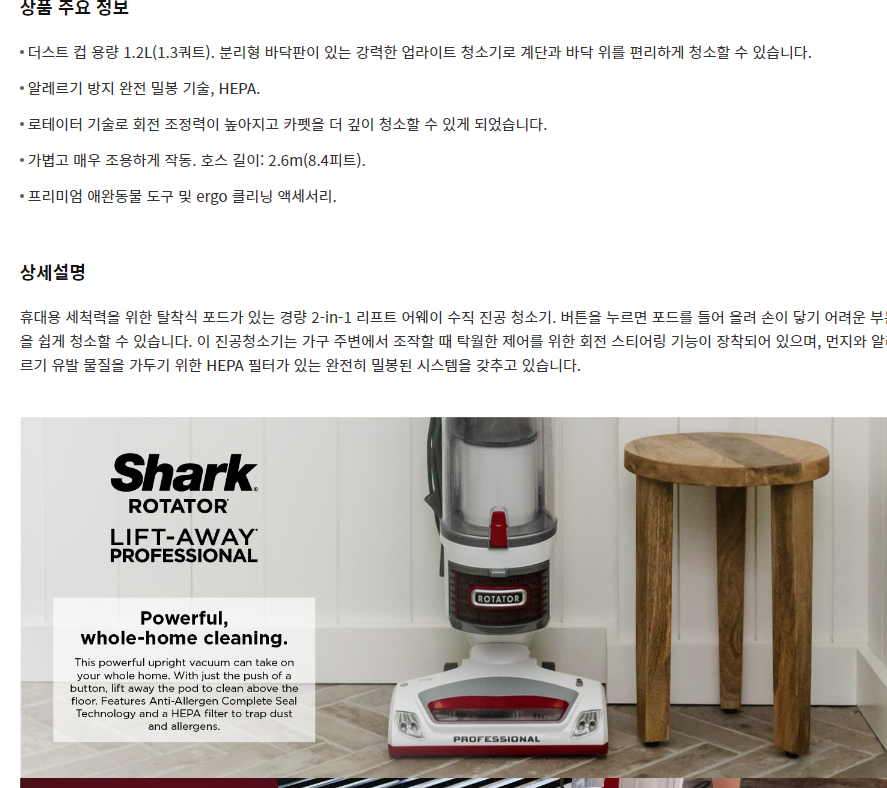 상품 주요 정보
• 더스트 컵 용량 1.2L(1.3쿼트). 분리형 바닥판이 있는 강력한 업라이트 청소기로 계단과 바닥 위를 편리하게 청소할 수 있습니다.
• 알레르기 방지 완전 밀봉 기술, HEPA.
• 로테이터 기술로 회전 조정력이 높아지고 카펫을 더 깊이 청소할 수 있게 되었습니다.
• 가볍고 매우 조용하게 작동. 호스 길이: 2.6m(8.4피트).
• 프리미엄 애완동물 도구 및 ergo 클리닝 액세서리.
상세설명
휴대용 세척력을 위한 탈착식 포드가 있는 경량 2-in-1 리프트 어웨이 수직 진공 청소기. 버튼을 누르면 포드를 들어 올려 손이 닿기 어려운
을 쉽게 청소할 수 있습니다. 이 진공청소기는 가구 주변에서 조작할 때 탁월한 제어를 위한 회전 스티어링 기능이 장착되어 있으며, 먼지와
르기 유발 물질을 가두기 위한 HEPA 필터가 있는 완전히 밀봉된 시스템을 갖추고 있습니다.
Shark
ROTATOR
LIFT-AWAY
PROFESSIONAL
Powerful,
whole-home cleaning.
This powerful upright vacuum can take on
your whole home. With just the push of a
button, lift away the pod to clean above the
floor. Features Anti-Allergen Complete Seal
Technology and a HEPA filter to trap dust
and allergens.
ROTATOR
PROFESSIONAL